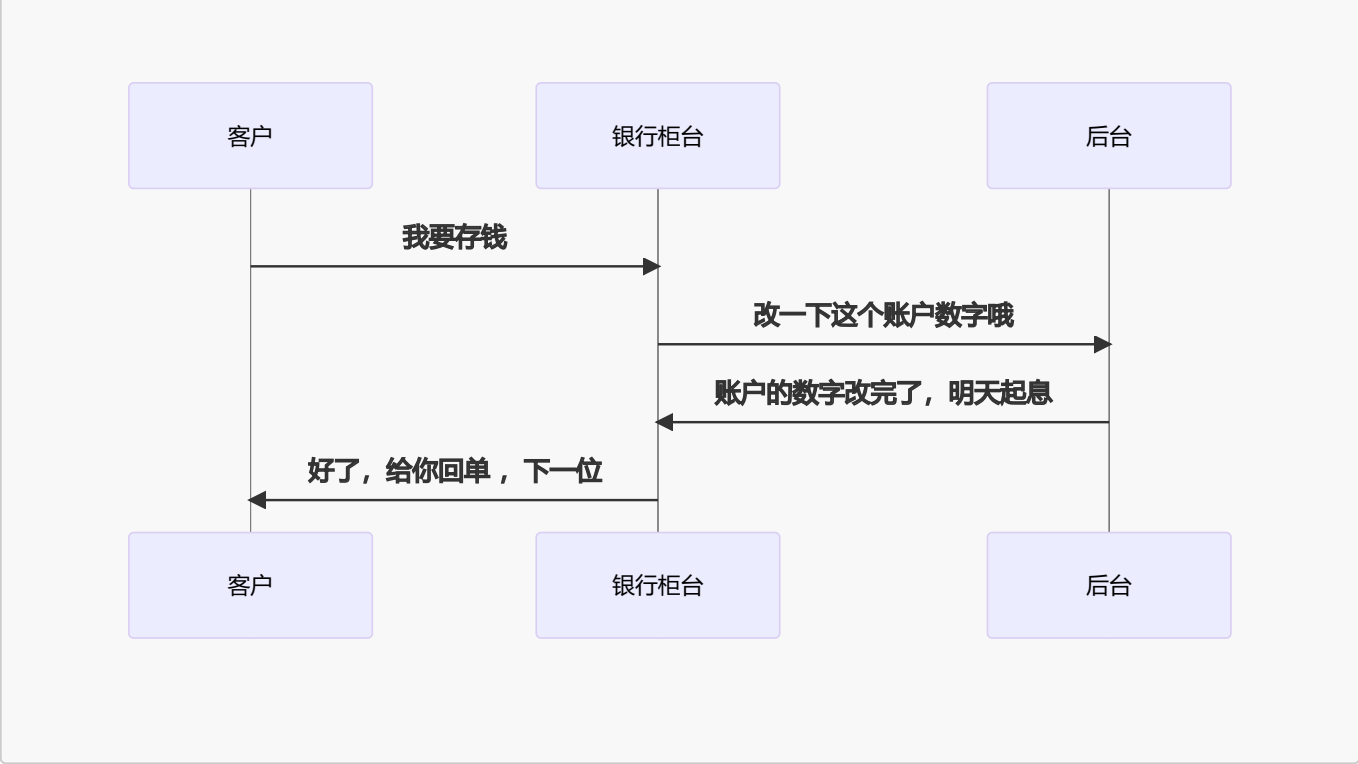 客户
银行柜台
后台
我要存钱
改一下这个账户数字哦
账户的数字改完了，明天起息
好了，给你回单 ，下一位
客户
银行柜台
后台